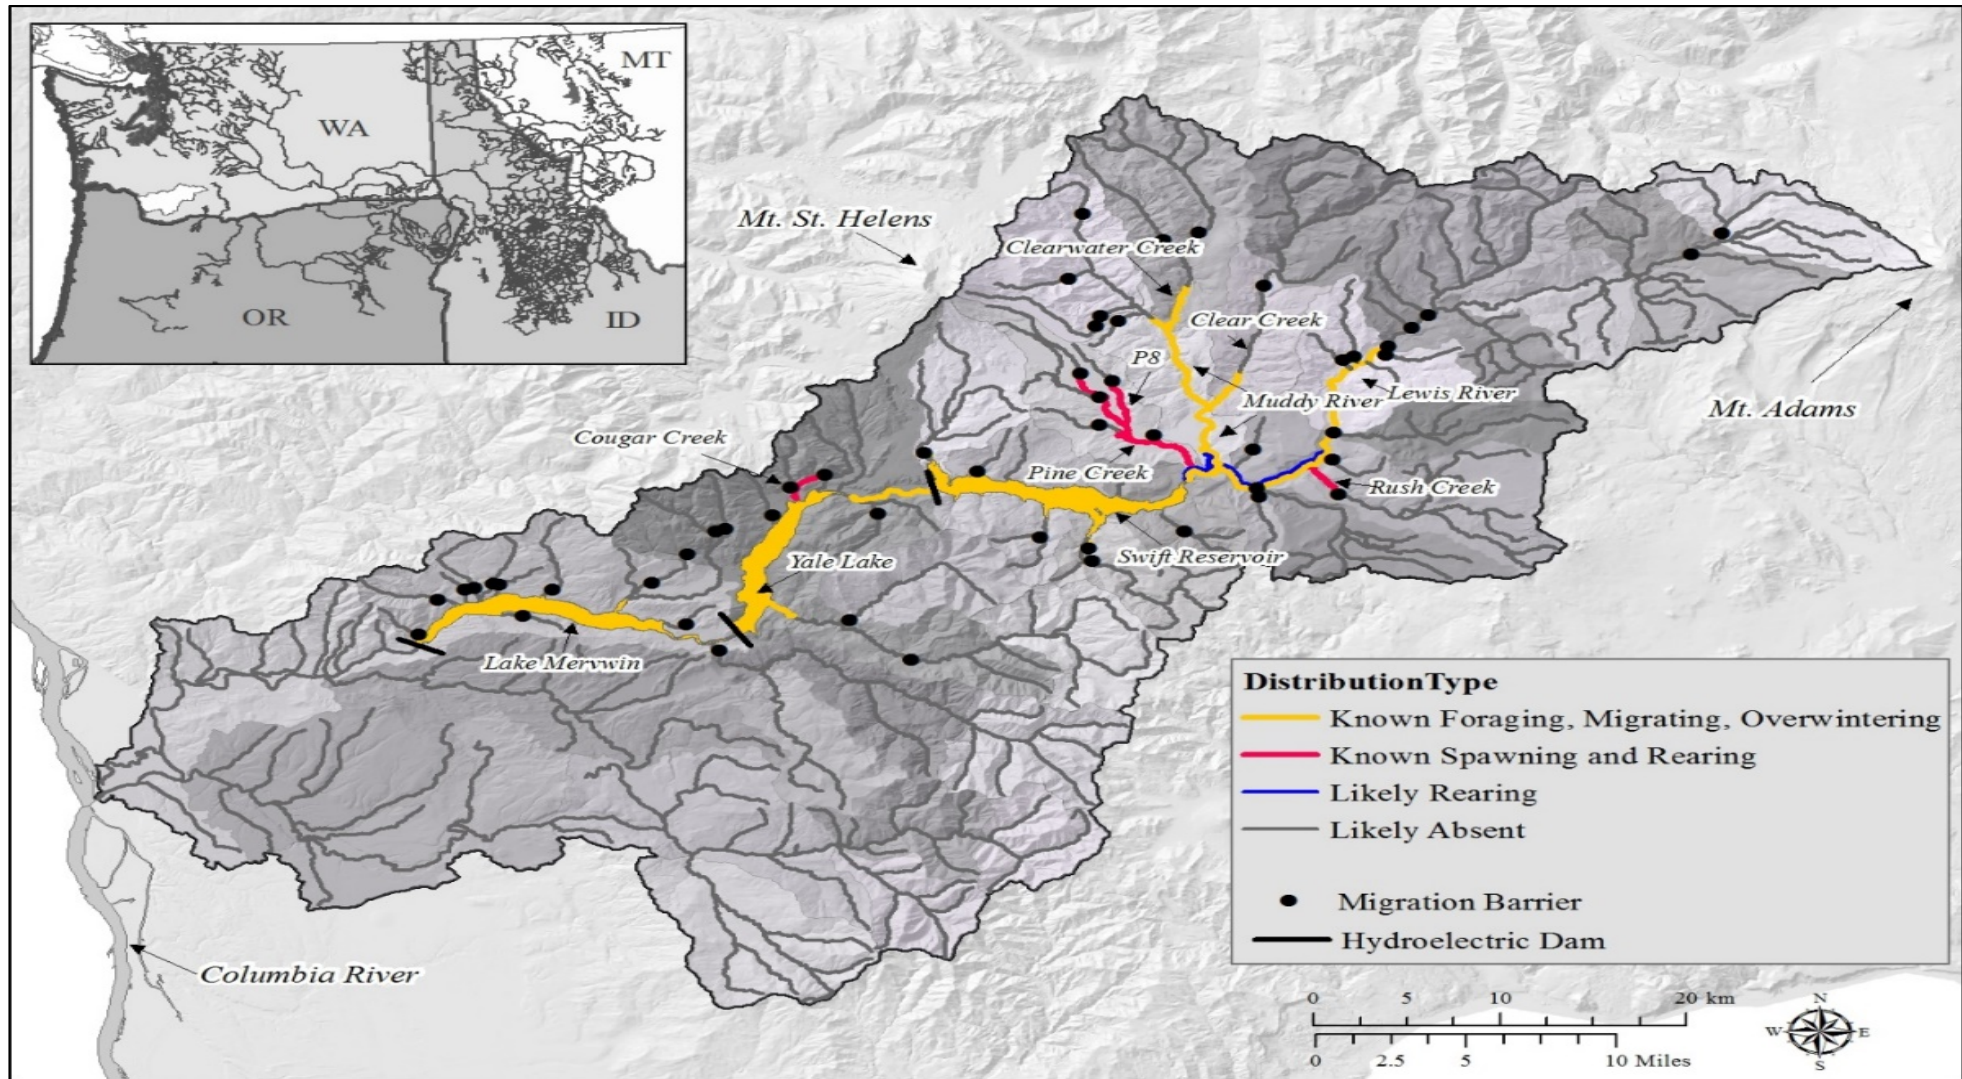 MT
WA
OR
ID
Mt. St. Helens
Clearwater Creek
Clear Creek
P8
Muddy River
Lewis River
Mt. Adams
Cougar Creek
Pine Creek
Rush Creek
Swift Reservoir
Yale Lake
Lake Merwin
Columbia River
DistributionType
Known Foraging, Migrating, Overwintering
Known Spawning and Rearing
Likely Rearing
Likely Absent
Migration Barrier
Hydroelectric Dam
0 5 10 20 km
0 2.5 5 10 Miles
N
W E
S